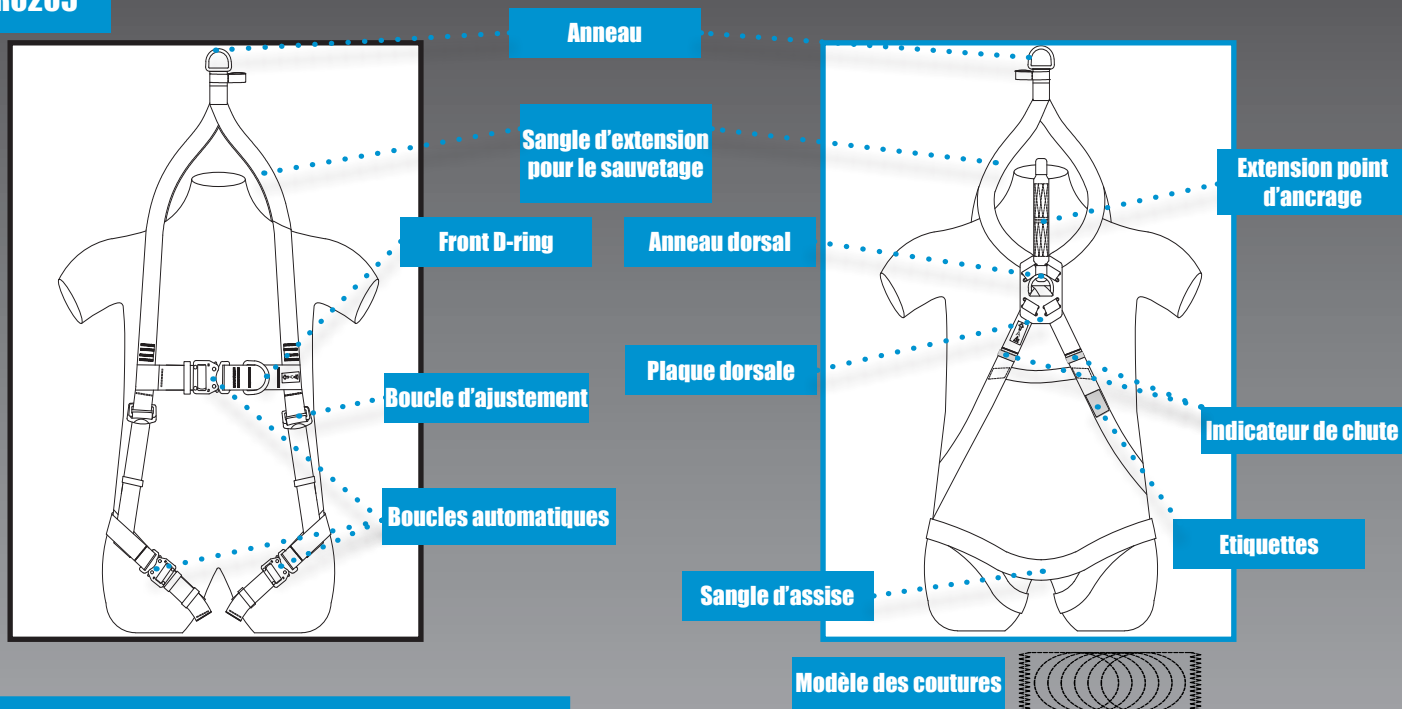 Anneau
Sangle d'extension
pour le sauvetage
Extension point
d'ancrage
Front D-ring
Anneau dorsal
Plaque dorsale
Boucle d'ajustement
Indicateur de chute
Boucles automatiques
Etiquettes
Sangle d'assise
Modèle des coutures